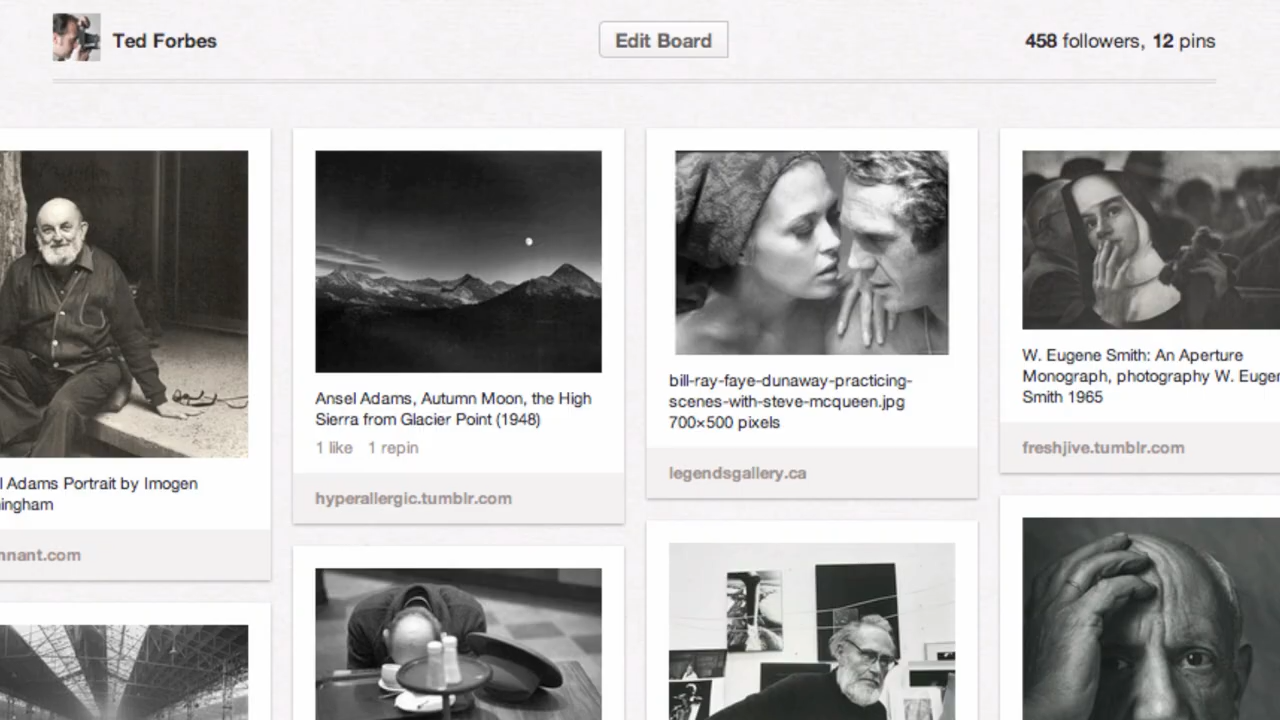 Ted Forbes
Edit Board
458 followers, 12 pins
l Adams Portrait by Imogen
ingham
nnant.com
Ansel Adams, Autumn Moon, the High
Sierra from Glacier Point (1948)
1 like 1 repin
hyperallergic.tumblr.com
bill-ray-faye-dunaway-practicing-
scenes-with-steve-mcqueen.jpg
700×500 pixels
legendsgallery.ca
W. Eugene Smith: An Aperture
Monograph, photography W. Euger
Smith 1965
freshjive.tumblr.com